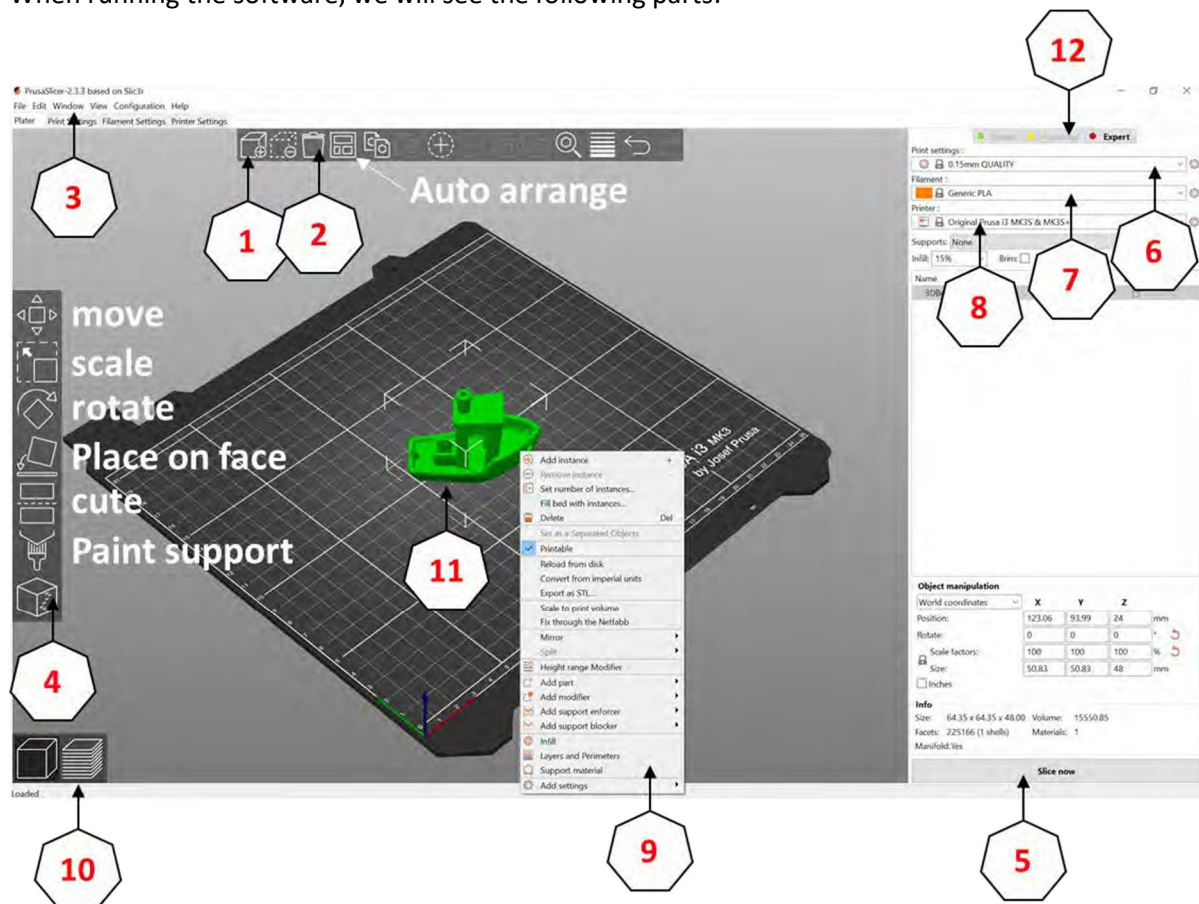 When running the software, we will see the following parts:
12
PrusaSlicer-2.3.3 based on Slic3r
File Edit Window View Configuration Help
Plater Print Settings Filament Settings Printer Settings
Expert
Print settings :
0.15mm QUALITY
Filament :
Generic PLA
Printer :
Original Prusa i3 MK3S & MK3S+
Supports: None
Infill: 15% Brim:
Name
3
1
2
Auto arrange
6
7
8
move
scale
rotate
Place on face
cute
Paint support
4
i3 MK3
by Josef Prusa
11
Add instance +
Remove instance
Set number of instances...
Fill bed with instances...
Delete Del
Set as a Separated Objects
Printable
Reload from disk
Convert from imperial units
Export as STL...
Scale to print volume
Fix through the Netfabb
Mirror
Split
Height range Modifier
Add part
Add modifier
Add support enforcer
Add support blocker
Infill
Layers and Perimeters
Support material
Add settings
Object manipulation
World coordinates X Y Z
Position: 123.06 93.99 24 mm
Rotate: 0 0 0 °
Scale factors: 100 100 100 %
Size: 50.83 50.83 48 mm
Inches
Info
Size: 64.35 x 64.35 x 48.00 Volume: 15550.85
Facets: 225166 (1 shells) Materials: 1
Manifold: Yes
Slice now
Loaded
10
9
5